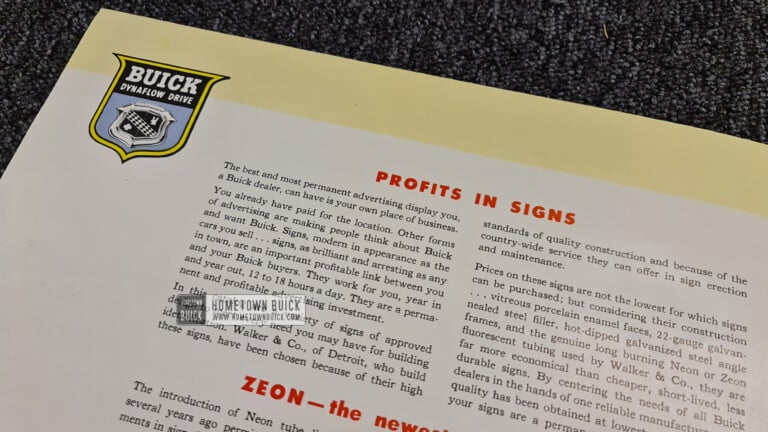 BUICK
DYNAFLOW DRIVE
PROFITS IN SIGNS
The best and most permanent advertising display you,
a Buick dealer, can have is your own place of business.
You already have paid for the location. Other forms
of advertising are making people think about Buick
and want Buick. Signs, modern in appearance as the
cars you sell . . . signs, as brilliant and arresting as any
in town, are an important profitable link between you
and your Buick buyers. They work for you, year in
and year out, 12 to 18 hours a day. They are a perma-
nent and profitable advertising investment.
In this variety of signs of approved
need you may have for building
Walker & Co., of Detroit, who build
these signs, have been chosen because of their high
standards of quality construction and because of the
country-wide service they can offer in sign erection
and maintenance.
Prices on these signs are not the lowest for which signs
can be purchased; but considering their construction
. . . vitreous porcelain enamel faces, 22-gauge galvan-
nealed steel filler, hot-dipped galvanized steel angle
frames, and the genuine long burning Neon or Zeon
fluorescent tubing used by Walker & Co., they are
far more economical than cheaper, short-lived, less
durable signs. By centering the needs of all Buick
dealers in the hands of one reliable manufacturer
quality has been obtained at lowest
your signs are a perman
ZEON—the newes
The introduction of Neon tube
several years ago perm
ments in sign
HOMETOWN BUICK
WWW.HOMETOWNBUICK.COM